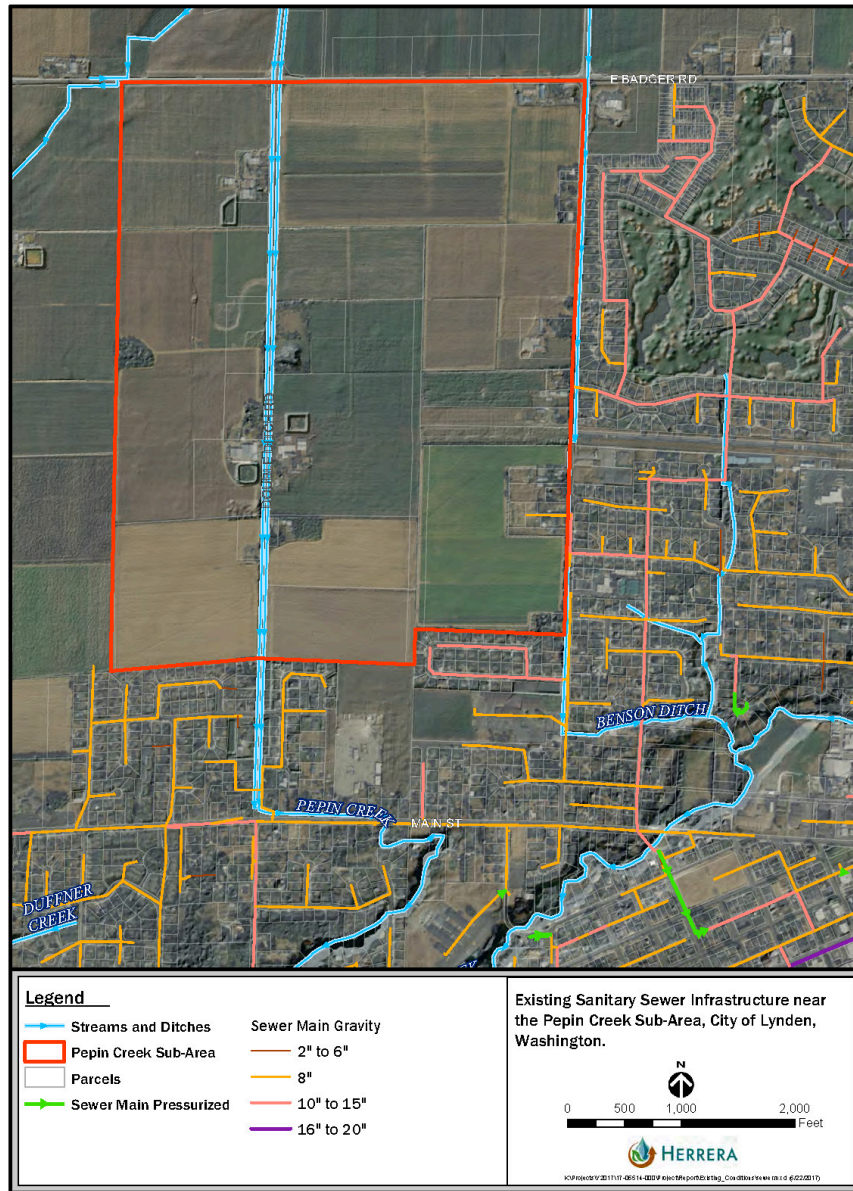 E BADGER RD
BENSON DITCH
PEPIN CREEK
MAIN ST
DUFFNER
CREEK
Legend
Streams and Ditches
Pepin Creek Sub-Area
Parcels
Sewer Main Pressurized
Sewer Main Gravity
2" to 6"
8"
10" to 15"
16" to 20"
Existing Sanitary Sewer Infrastructure near
the Pepin Creek Sub-Area, City of Lynden,
Washington.
N
0 500 1,000 2,000
Feet
HERRERA